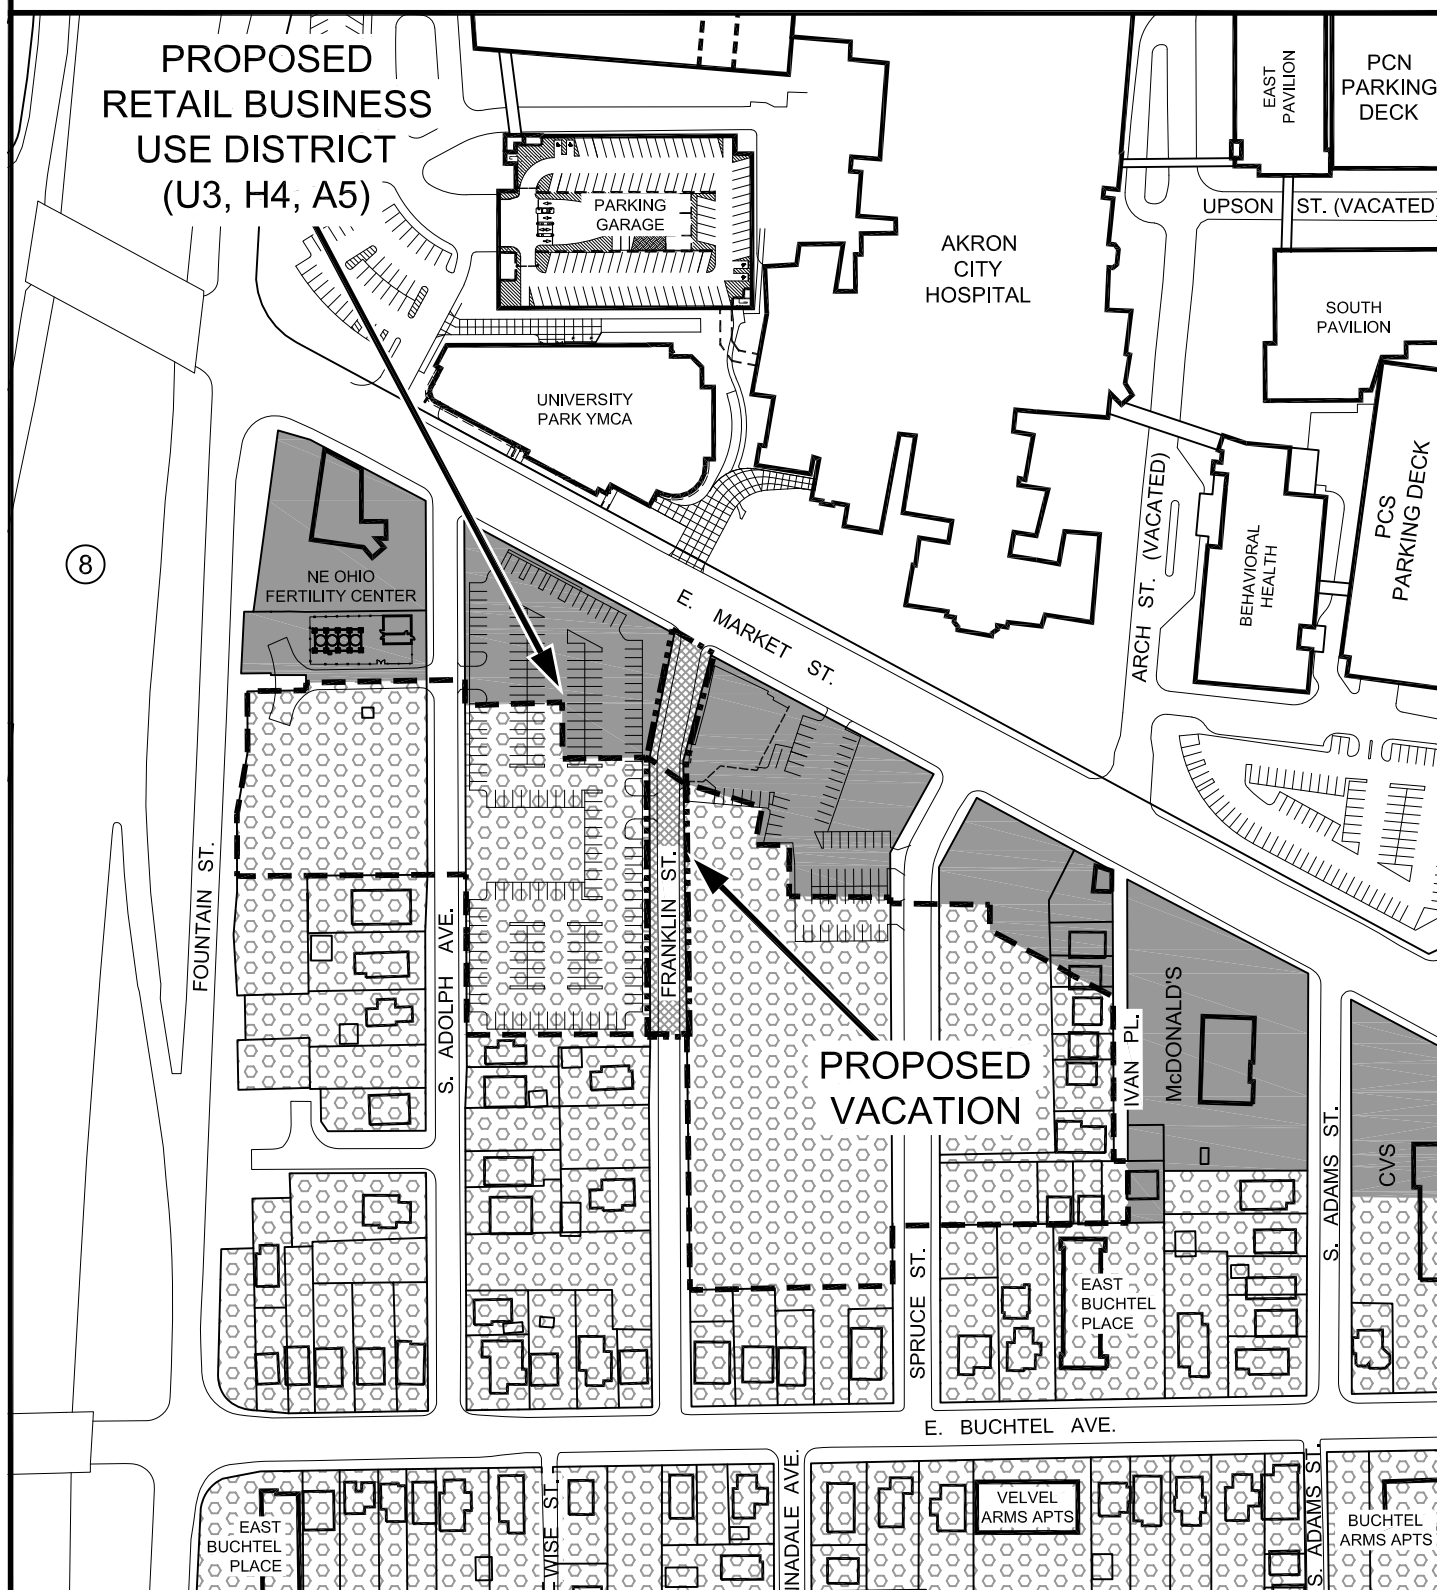 PROPOSED
RETAIL BUSINESS
USE DISTRICT
(U3, H4, A5)
EAST
PAVILION
PCN
PARKING
DECK
PARKING
GARAGE
UPSON ST. (VACATED)
AKRON
CITY
HOSPITAL
SOUTH
PAVILION
UNIVERSITY
PARK YMCA
PCS
PARKING DECK
ARCH ST. (VACATED)
BEHAVIORAL
HEALTH
8
NE OHIO
FERTILITY CENTER
E. MARKET ST.
FOUNTAIN ST.
S. ADOLPH AVE.
FRANKLIN ST.
McDONALD'S
IVAN PL.
PROPOSED
VACATION
S. ADAMS ST.
CVS
SPRUCE ST.
EAST
BUCHTEL
PLACE
E. BUCHTEL AVE.
EWISE ST.
NNADALE AVE.
S. ADAMS ST.
EAST
BUCHTEL
PLACE
VELVEL
ARMS APTS
BUCHTEL
ARMS APTS